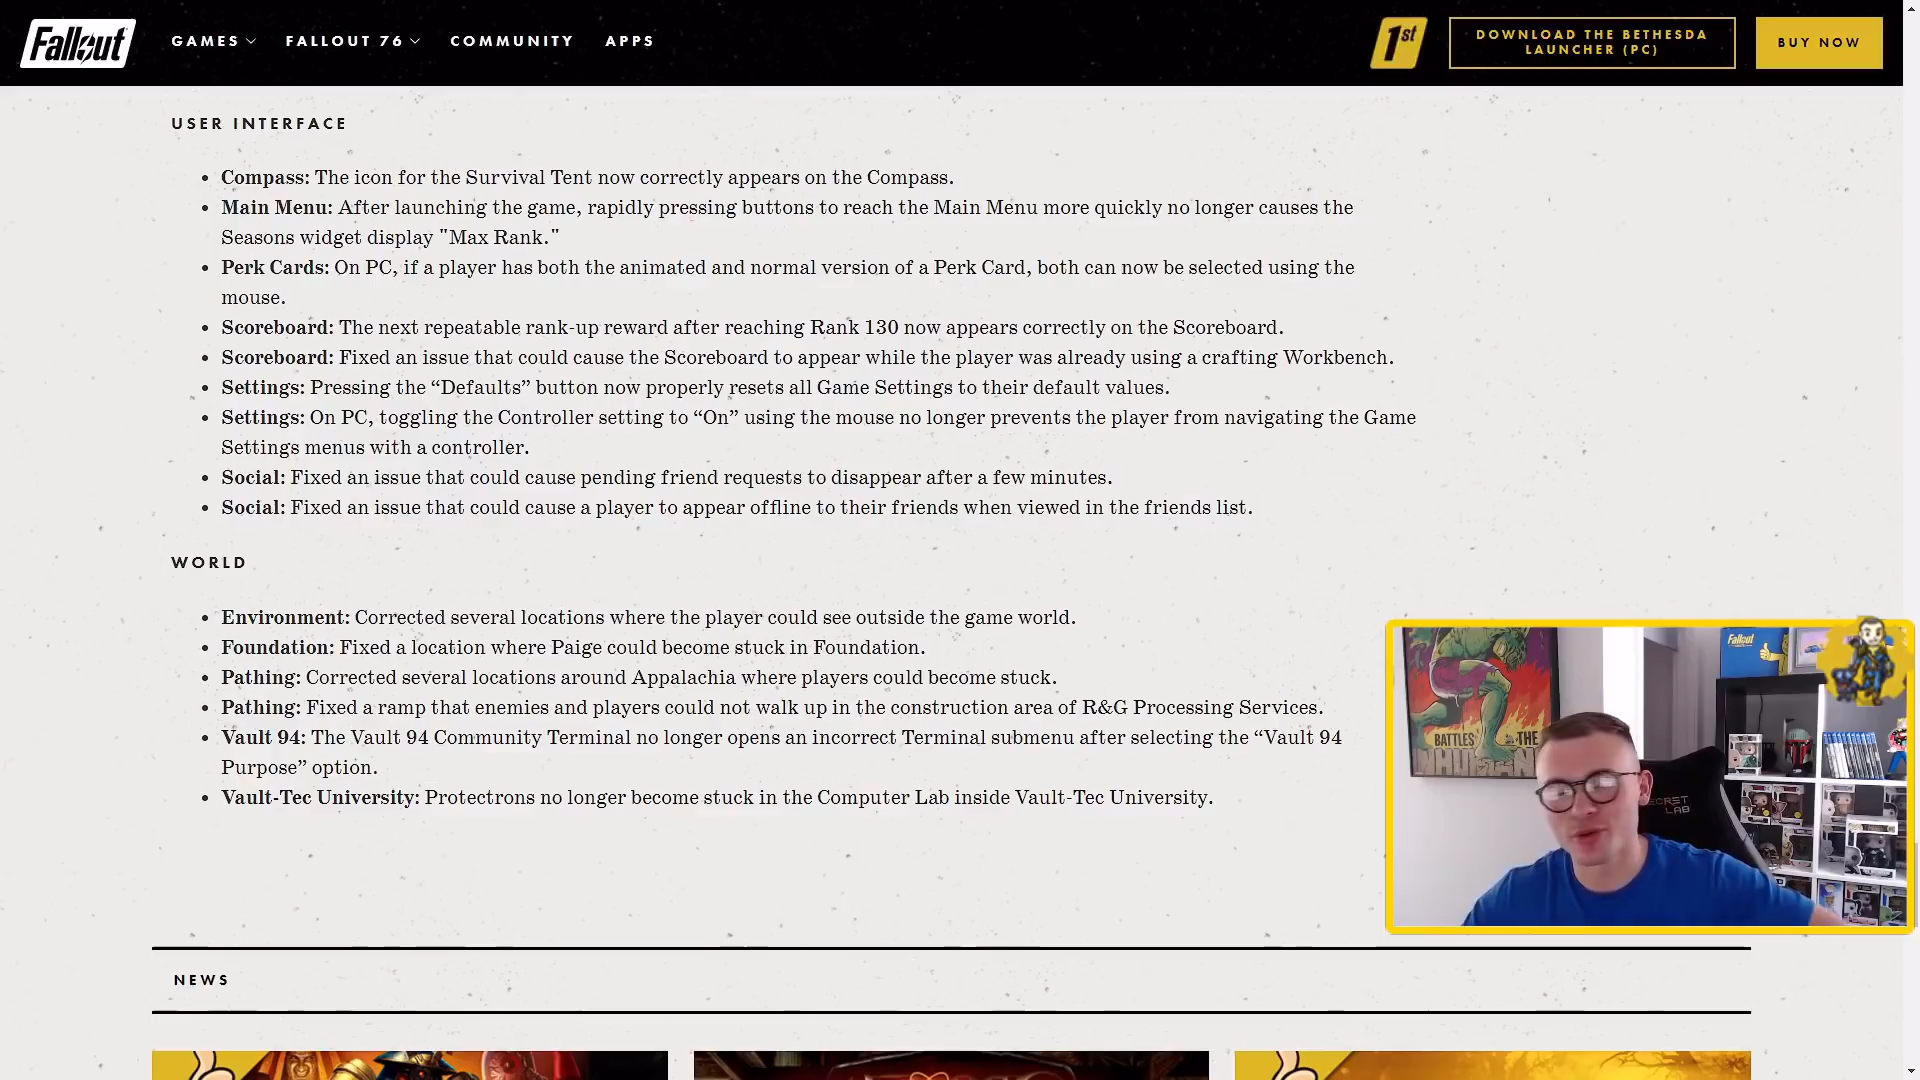 Fallout
GAMES
FALLOUT 76
COMMUNITY
APPS
1st
DOWNLOAD THE BETHESDA
LAUNCHER (PC)
BUY NOW
USER INTERFACE
• Compass: The icon for the Survival Tent now correctly appears on the Compass.
• Main Menu: After launching the game, rapidly pressing buttons to reach the Main Menu more quickly no longer causes the
Seasons widget display "Max Rank."
• Perk Cards: On PC, if a player has both the animated and normal version of a Perk Card, both can now be selected using the
mouse.
• Scoreboard: The next repeatable rank-up reward after reaching Rank 130 now appears correctly on the Scoreboard.
• Scoreboard: Fixed an issue that could cause the Scoreboard to appear while the player was already using a crafting Workbench.
• Settings: Pressing the “Defaults” button now properly resets all Game Settings to their default values.
• Settings: On PC, toggling the Controller setting to “On” using the mouse no longer prevents the player from navigating the Game
Settings menus with a controller.
• Social: Fixed an issue that could cause pending friend requests to disappear after a few minutes.
• Social: Fixed an issue that could cause a player to appear offline to their friends when viewed in the friends list.
WORLD
• Environment: Corrected several locations where the player could see outside the game world.
• Foundation: Fixed a location where Paige could become stuck in Foundation.
• Pathing: Corrected several locations around Appalachia where players could become stuck.
• Pathing: Fixed a ramp that enemies and players could not walk up in the construction area of R&G Processing Services.
• Vault 94: The Vault 94 Community Terminal no longer opens an incorrect Terminal submenu after selecting the “Vault 94
Purpose” option.
• Vault-Tec University: Protectrons no longer become stuck in the Computer Lab inside Vault-Tec University.
Fallout
BATTLES THE
LAB
NEWS